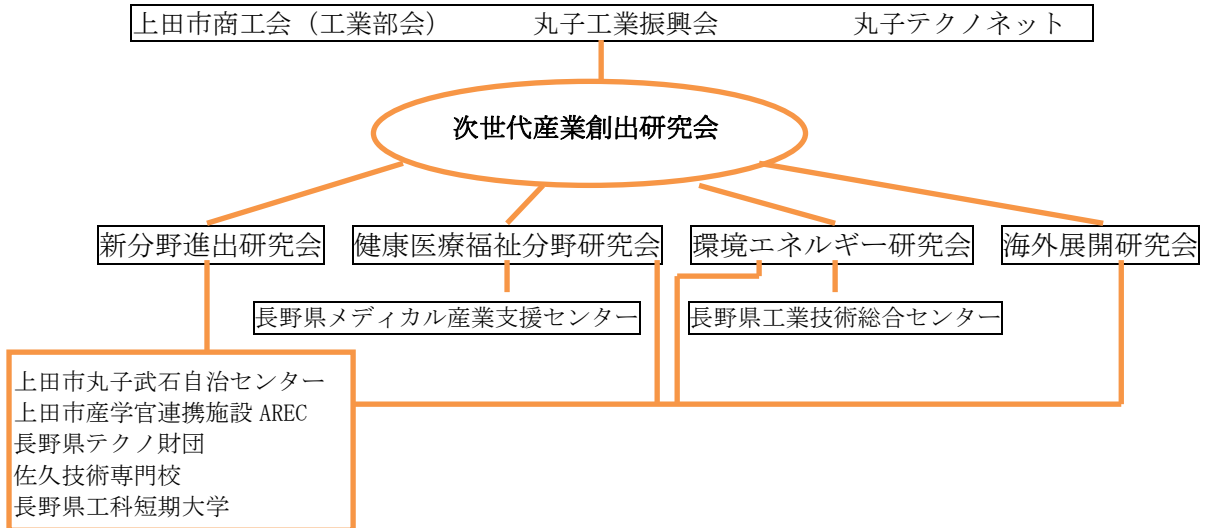 上田市商工会（工業部会）　丸子工業振興会　丸子テクノネット
次世代産業創出研究会
新分野進出研究会　健康医療福祉分野研究会　環境エネルギー研究会　海外展開研究会
長野県メディカル産業支援センター　長野県工業技術総合センター
上田市丸子武石自治センター
上田市産学官連携施設 AREC
長野県テクノ財団
佐久技術専門校
長野県工科短期大学